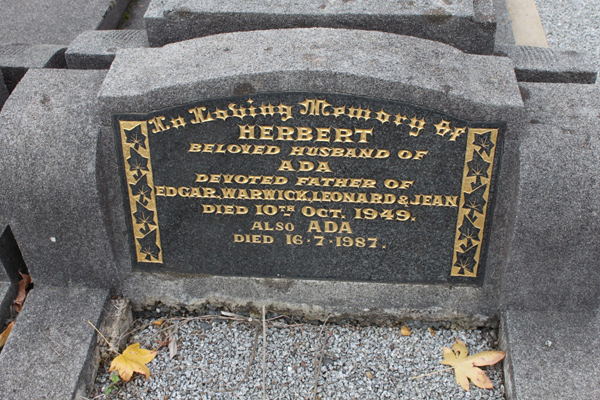 In Loving Memory of
HERBERT
BELOVED HUSBAND OF
ADA
DEVOTED FATHER OF
EDGAR, WARWICK, LEONARD & JEAN
DIED 10TH OCT. 1949.
ALSO ADA
DIED 16·7·1987.